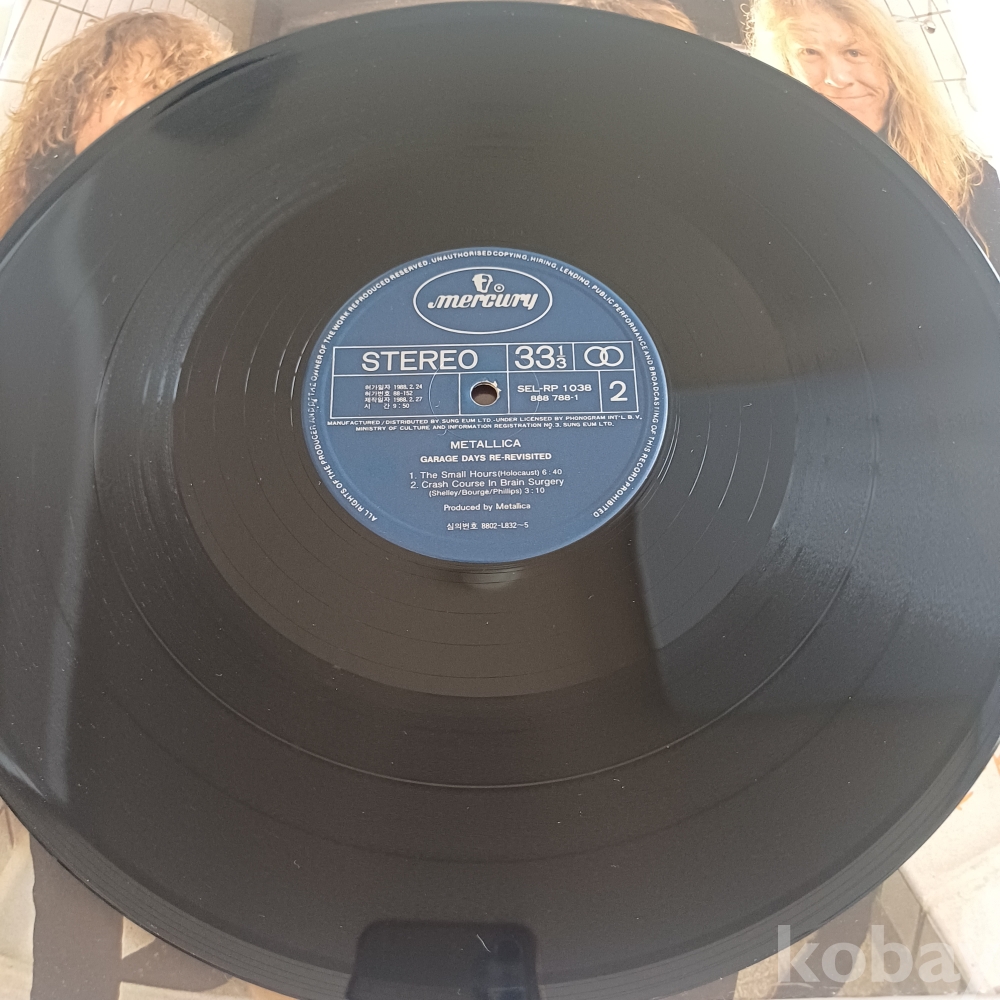 ALL RIGHTS OF THE PRODUCER AND OF THE OWNER OF THE WORK REPRODUCED RESERVED. UNAUTHORISED COPYING, HIRING, LENDING, PUBLIC PERFORMANCE AND BROADCASTING OF THIS RECORD PROHIBITED
mercury
STEREO 33 1/3
허가일자 1988. 2. 24
허가번호 88-152
제작일자 1988. 2. 27
시 간 9 : 50
SEL-RP 1038
888 788-1
2
MANUFACTURED / DISTRIBUTED BY SUNG EUM LTD.-UNDER LICENSED BY PHONOGRAM INT'L B. V.
MINISTRY OF CULTURE AND INFORMATION REGISTRATION NO. 3. SUNG EUM LTD.
METALLICA
GARAGE DAYS RE-REVISITED
1. The Small Hours (Holocaust) 6 : 40
2. Crash Course In Brain Surgery
(Shelley/Bourge/Phillips) 3 : 10
Produced by Metallica
심의번호 8802-L832~5
koba